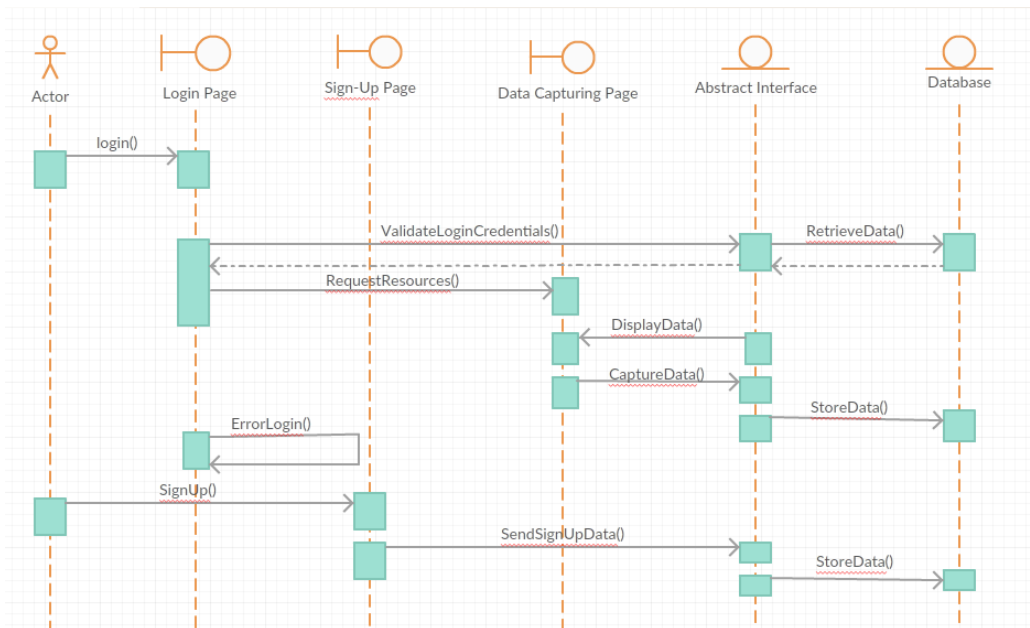 Actor
Login Page
Sign-Up Page
Data Capturing Page
Abstract Interface
Database
login()
ValidateLoginCredentials()
RetrieveData()
RequestResources()
DisplayData()
CaptureData()
StoreData()
ErrorLogin()
SignUp()
SendSignUpData()
StoreData()